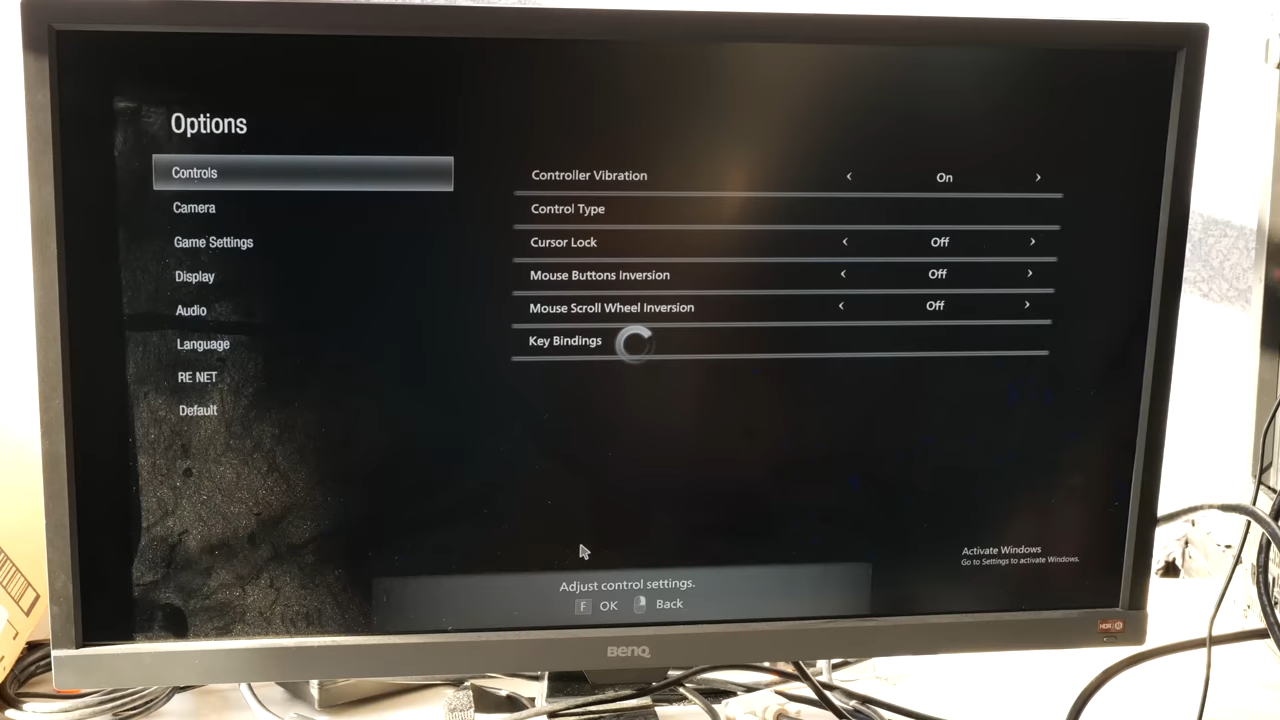 Options
Controls
Camera
Game Settings
Display
Audio
Language
RE NET
Default
Controller Vibration < On >
Control Type
Cursor Lock < Off >
Mouse Buttons Inversion < Off >
Mouse Scroll Wheel Inversion < Off >
Key Bindings
Activate Windows
Go to Settings to activate Windows.
Adjust control settings.
F OK Back
BenQ
HDR